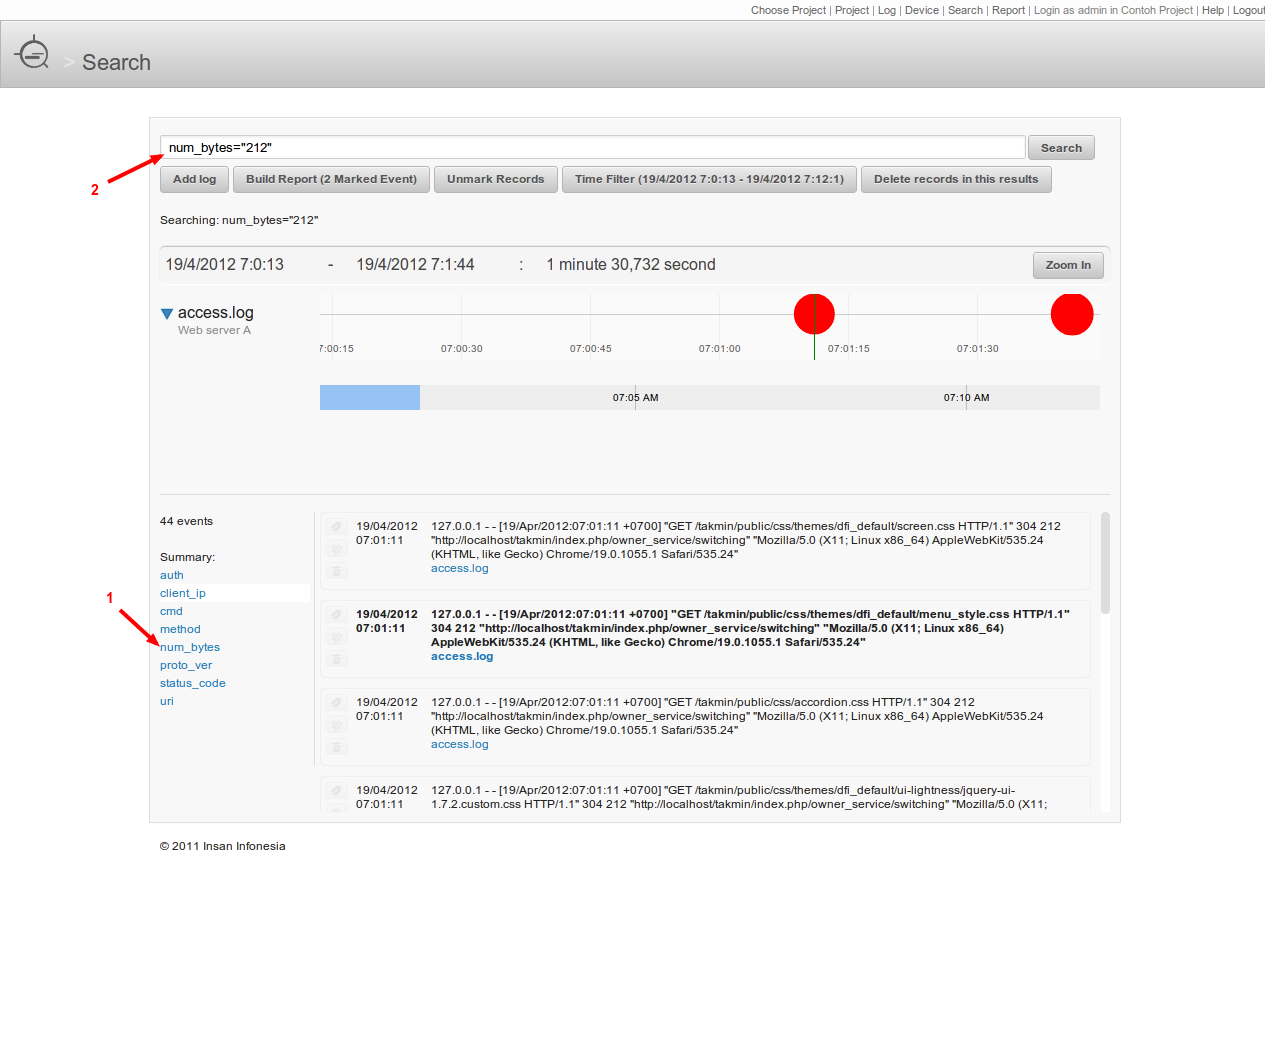 Choose Project | Project | Log | Device | Search | Report | Login as admin in Contoh Project | Help | Logout
> Search
num_bytes="212"
Search
2
Add log
Build Report (2 Marked Event)
Unmark Records
Time Filter (19/4/2012 7:0:13 - 19/4/2012 7:12:1)
Delete records in this results
Searching: num_bytes="212"
19/4/2012 7:0:13 - 19/4/2012 7:1:44 : 1 minute 30,732 second
Zoom In
access.log
Web server A
7:00:15 07:00:30 07:00:45 07:01:00 07:01:15 07:01:30
07:05 AM 07:10 AM
44 events
Summary:
auth
client_ip
1
cmd
method
num_bytes
proto_ver
status_code
uri
19/04/2012
07:01:11
127.0.0.1 - - [19/Apr/2012:07:01:11 +0700] "GET /takmin/public/css/themes/dfi_default/screen.css HTTP/1.1" 304 212
"http://localhost/takmin/index.php/owner_service/switching" "Mozilla/5.0 (X11; Linux x86_64) AppleWebKit/535.24
(KHTML, like Gecko) Chrome/19.0.1055.1 Safari/535.24"
access.log
19/04/2012
07:01:11
127.0.0.1 - - [19/Apr/2012:07:01:11 +0700] "GET /takmin/public/css/themes/dfi_default/menu_style.css HTTP/1.1"
304 212 "http://localhost/takmin/index.php/owner_service/switching" "Mozilla/5.0 (X11; Linux x86_64)
AppleWebKit/535.24 (KHTML, like Gecko) Chrome/19.0.1055.1 Safari/535.24"
access.log
19/04/2012
07:01:11
127.0.0.1 - - [19/Apr/2012:07:01:11 +0700] "GET /takmin/public/css/accordion.css HTTP/1.1" 304 212
"http://localhost/takmin/index.php/owner_service/switching" "Mozilla/5.0 (X11; Linux x86_64) AppleWebKit/535.24
(KHTML, like Gecko) Chrome/19.0.1055.1 Safari/535.24"
access.log
19/04/2012
07:01:11
127.0.0.1 - - [19/Apr/2012:07:01:11 +0700] "GET /takmin/public/css/themes/dfi_default/ui-lightness/jquery-ui-
1.7.2.custom.css HTTP/1.1" 304 212 "http://localhost/takmin/index.php/owner_service/switching" "Mozilla/5.0 (X11;
© 2011 Insan Infonesia